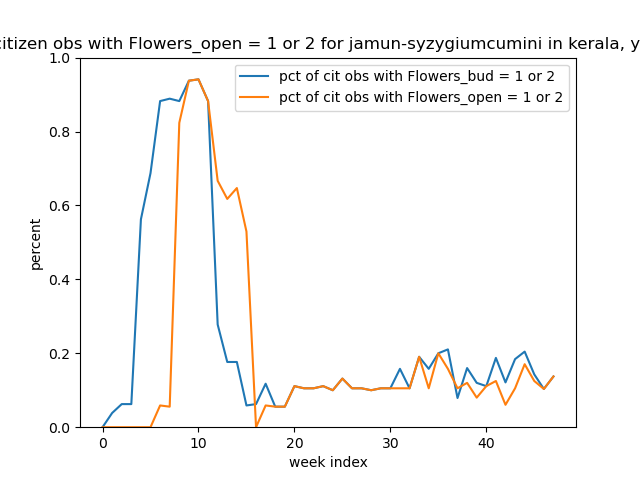 citizen obs with Flowers_open = 1 or 2 for jamun-syzygiumcumini in kerala, y
pct of cit obs with Flowers_bud = 1 or 2
pct of cit obs with Flowers_open = 1 or 2
1.0
0.8
0.6
0.4
0.2
0.0
percent
0 10 20 30 40
week index